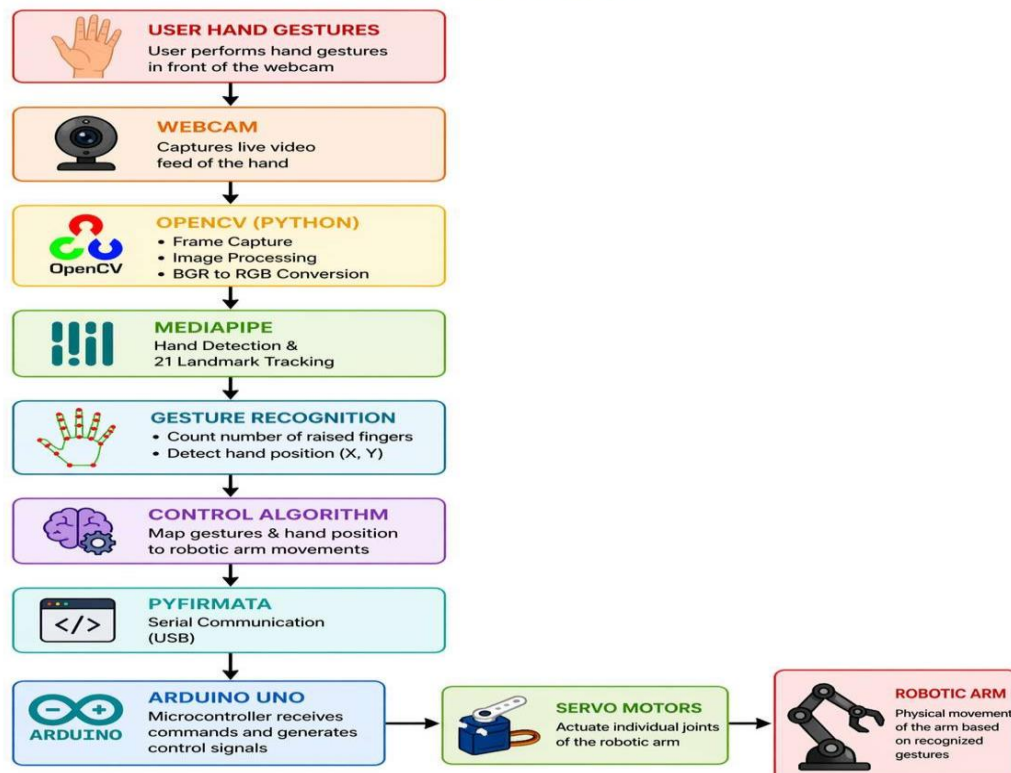 USER HAND GESTURES
User performs hand gestures
in front of the webcam
WEBCAM
Captures live video
feed of the hand
OpenCV
OPENCV (PYTHON)
• Frame Capture
• Image Processing
• BGR to RGB Conversion
MEDIAPIPE
Hand Detection &
21 Landmark Tracking
GESTURE RECOGNITION
• Count number of raised fingers
• Detect hand position (X, Y)
CONTROL ALGORITHM
Map gestures & hand position
to robotic arm movements
</>
PYFIRMATA
Serial Communication
(USB)
ARDUINO
ARDUINO UNO
Microcontroller receives
commands and generates
control signals
SERVO MOTORS
Actuate individual joints
of the robotic arm
ROBOTIC ARM
Physical movement
of the arm based
on recognized
gestures